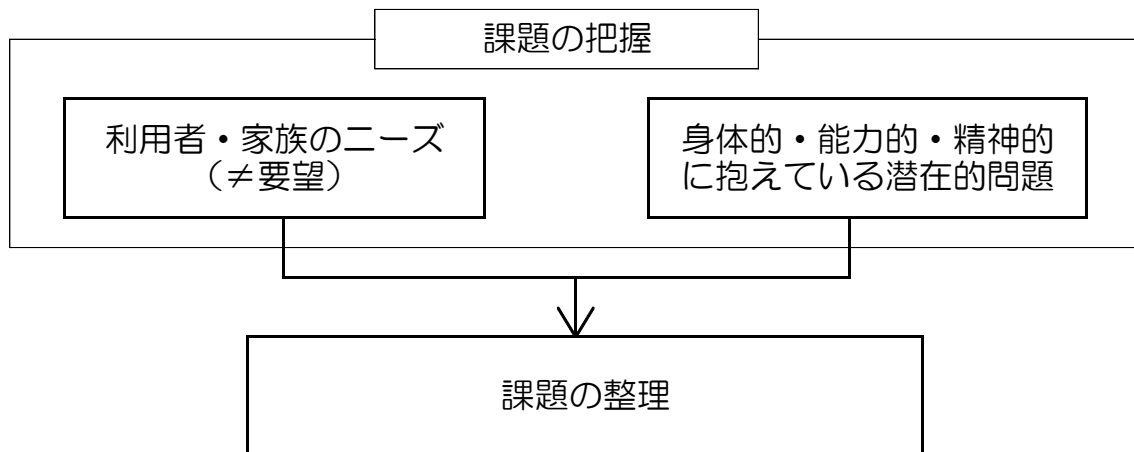 課題の把握
利用者・家族のニーズ
（≠要望）
身体的・能力的・精神的
に抱えている潜在的問題
課題の整理